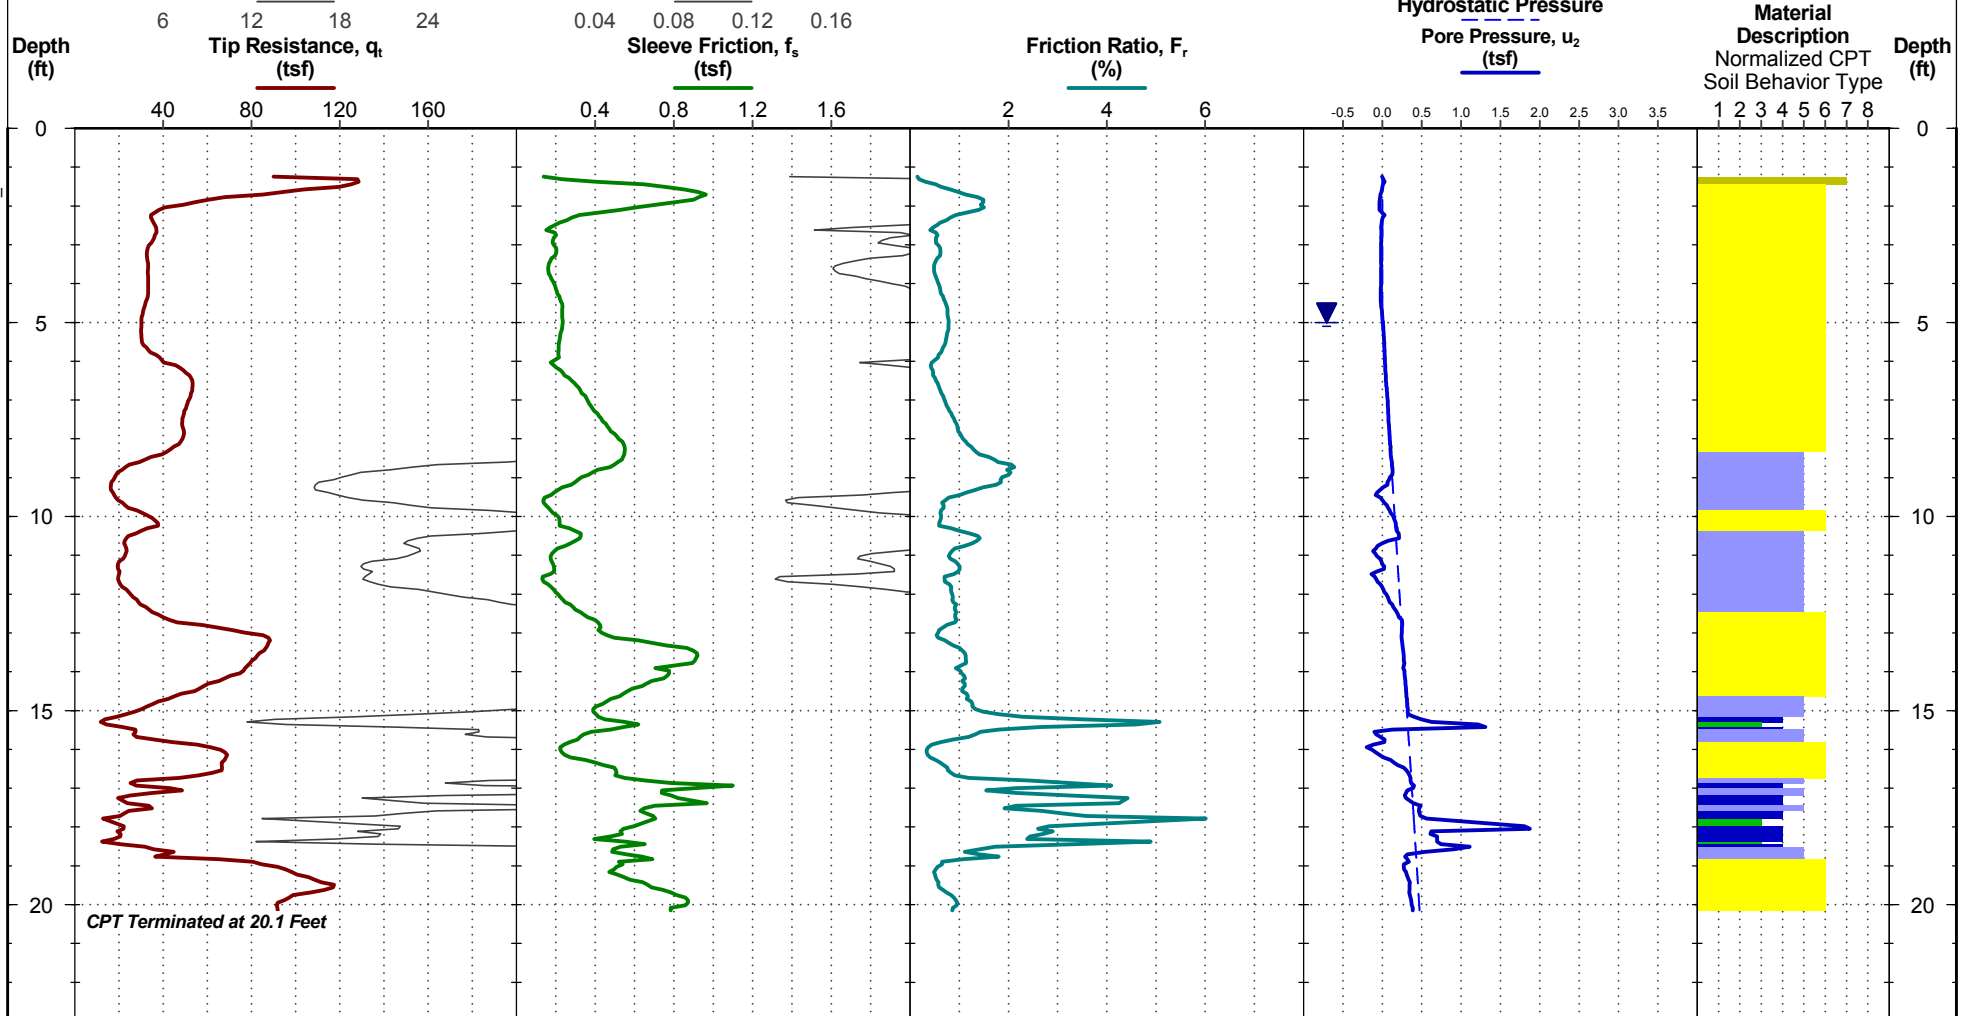 6 12 18 24 0.04 0.08 0.12 0.16
Hydrostatic Pressure
Depth
(ft)
Tip Resistance, qt
(tsf)
Sleeve Friction, fs
(tsf)
Friction Ratio, Fr
(%)
Pore Pressure, u2
(tsf)
Material
Description
Normalized CPT
Soil Behavior Type
Depth
(ft)
40 80 120 160
0.4 0.8 1.2 1.6
2 4 6
-0.5 0.0 0.5 1.0 1.5 2.0 2.5 3.0 3.5
1 2 3 4 5 6 7 8
0 0
5 5
10 10
15 15
20 20
CPT Terminated at 20.1 Feet